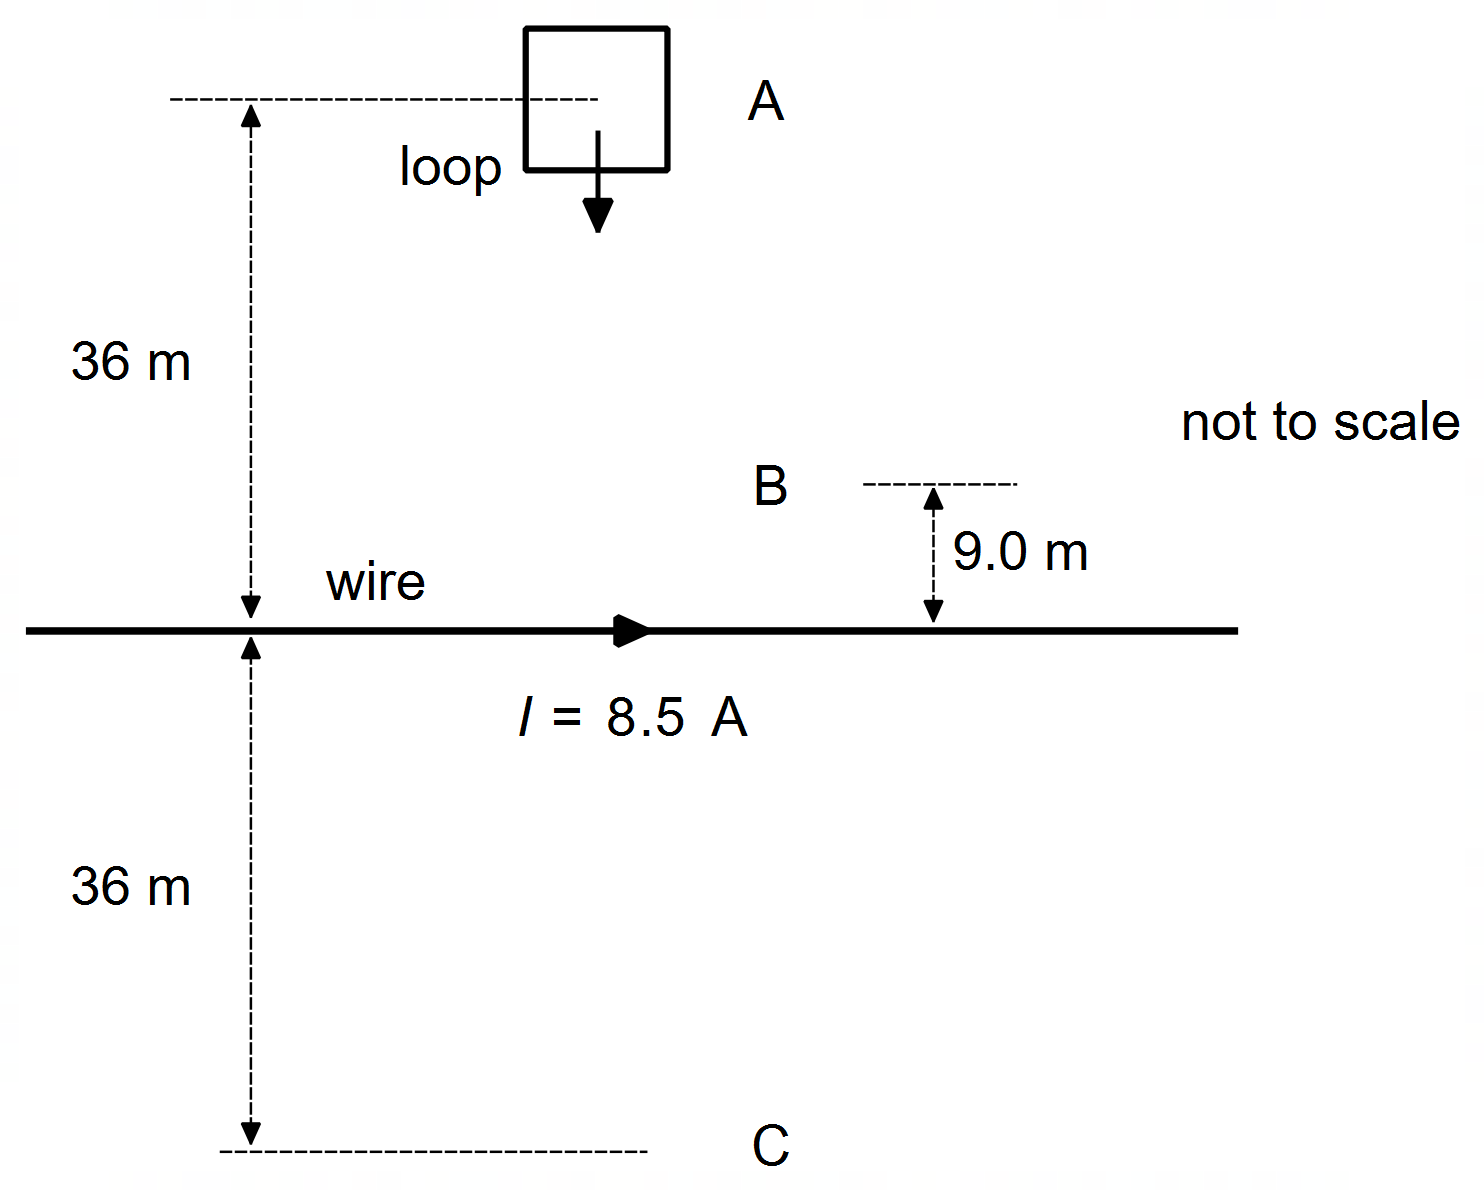 A
loop
36 m
not to scale
B
9.0 m
wire
I = 8.5 A
36 m
C